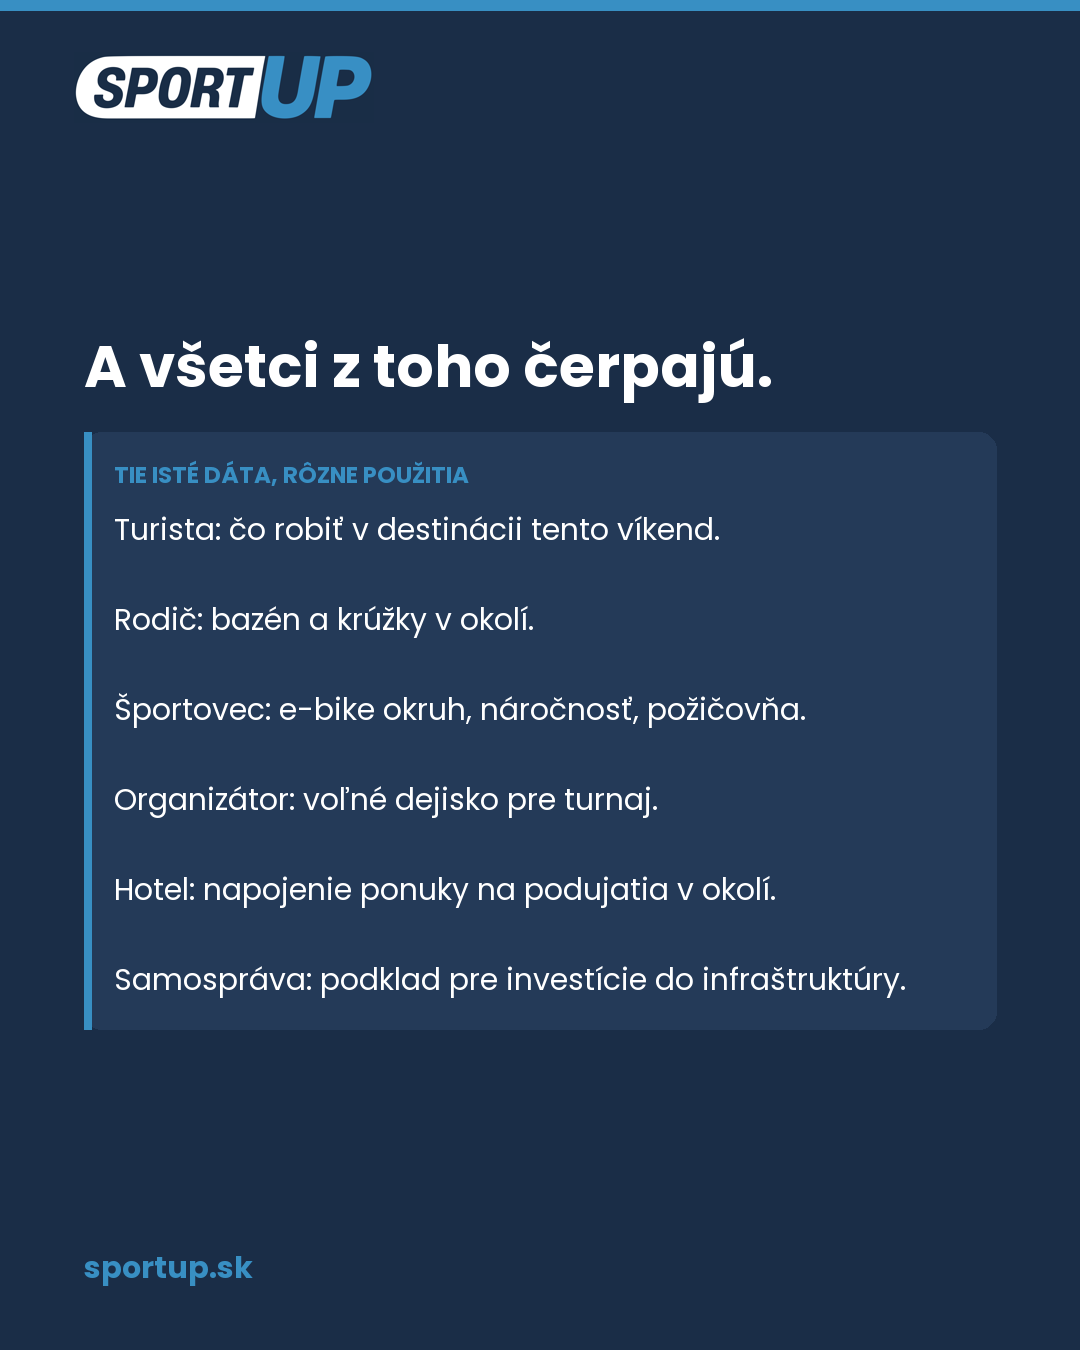 SPORTUP
A všetci z toho čerpajú.
TIE ISTÉ DÁTA, RÔZNE POUŽITIA
Turista: čo robiť v destinácii tento víkend.
Rodič: bazén a krúžky v okolí.
Športovec: e-bike okruh, náročnosť, požičovňa.
Organizátor: voľné dejisko pre turnaj.
Hotel: napojenie ponuky na podujatia v okolí.
Samospráva: podklad pre investície do infraštruktúry.
sportup.sk